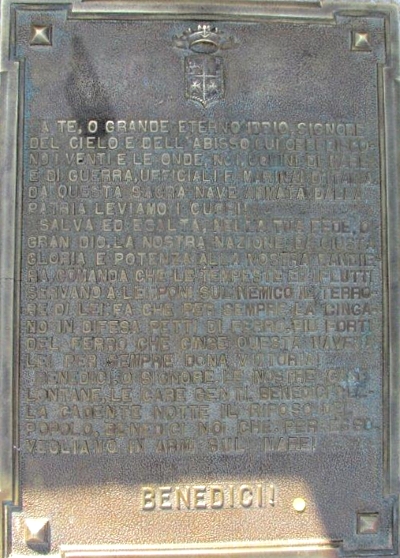 A TE, O GRANDE ETERNO IDDIO, SIGNORE
DEL CIELO E DELL'ABISSO, CUI OBBEDISCO-
NO I VENTI E LE ONDE, NOI, UOMINI DI MARE
E DI GUERRA, UFFICIALI E MARINAI D'ITALIA,
DA QUESTA SACRA NAVE ARMATA DELLA
PATRIA LEVIAMO I CUORI!
SALVA ED ESALTA, NELLA TUA FEDE, O
GRAN DIO, LA NOSTRA NAZIONE. DA GIUSTA
GLORIA E POTENZA ALLA NOSTRA BANDIE-
RA, COMANDA CHE LE TEMPESTE ED I FLUTTI
SERVANO A LEI, PONI SUL NEMICO IL TERRO-
RE DI LEI, FA CHE PER SEMPRE LA CINGA-
NO IN DIFESA PETTI DI FERRO, PIU FORTI
DEL FERRO CHE CINGE QUESTA NAVE, A
LEI PER SEMPRE DONA VITTORIA!
BENEDICI, O SIGNORE, LE NOSTRE CASE
LONTANE, LE CARE GENTI, BENEDICI NEL-
LA CADENTE NOTTE IL RIPOSO DEL
POPOLO, BENEDICI NOI CHE, PER ESSO,
VEGLIAMO IN ARMI SUL MARE!
BENEDICI!